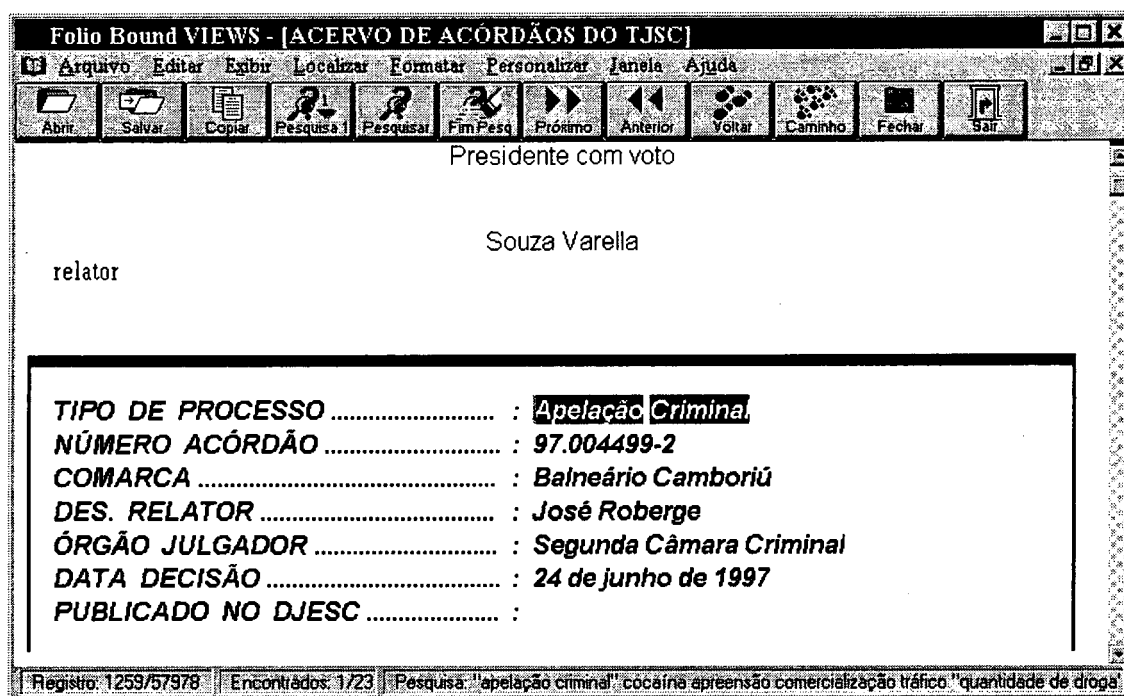 Folio Bound VIEWS - [ACERVO DE ACÓRDÃOS DO TJSC]
Arquivo Editar Exibir Localizar Formatar Personalizar Janela Ajuda
Abrir Salvar Copiar Pesquisa 1 Pesquisar FimPesq Próximo Anterior Voltar Caminho Fechar Sair
Presidente com voto
Souza Varella
relator
TIPO DE PROCESSO ......................... : Apelação Criminal
NÚMERO ACÓRDÃO ........................... : 97.004499-2
COMARCA ............................................. : Balneário Camboriú
DES. RELATOR .................................... : José Roberge
ÓRGÃO JULGADOR ............................ : Segunda Câmara Criminal
DATA DECISÃO .................................... : 24 de junho de 1997
PUBLICADO NO DJESC ..................... :
Registro: 1259/57978 Encontrados: 1/23 Pesquisa: "apelação criminal" cocaína apreensão comercialização tráfico "quantidade de droga"